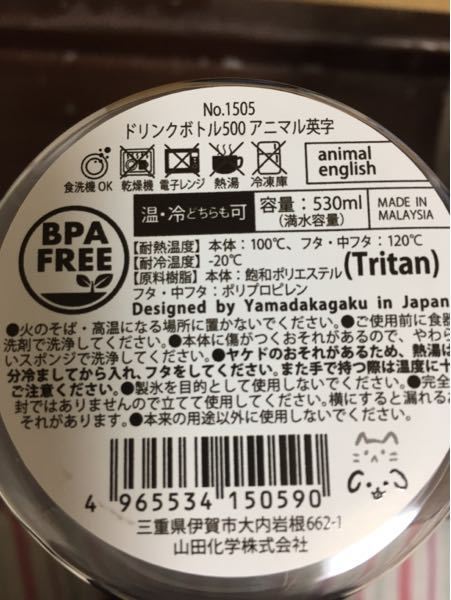 No.1505
ドリンクボトル500 アニマル英字
食洗機 OK 乾燥機 電子レンジ 熱湯 冷凍庫
animal
english
温・冷どちらも可
容量：530ml
(満水容量)
MADE IN
MALAYSIA
BPA
FREE
【耐熱温度】本体：100℃、フタ・中フタ：120℃
【耐冷温度】-20℃
【原料樹脂】本体：飽和ポリエステル(Tritan)
フタ・中フタ：ポリプロピレン
Designed by Yamadakagaku in Japan
●火のそば・高温になる場所に置かないでください。●ご使用前に食器
洗剤で洗浄してください。●本体に傷がつくおそれがあるので、やわら
いスポンジで洗浄してください。●ヤケドのおそれがあるため、熱湯は
分冷ましてから入れ、フタをしてください。また手で持つ際は温度に十
ご注意ください。●製氷を目的として使用しないでください。●完全
封ではありませんので立てて使用してください。横にすると漏れるお
それがあります。●本来の用途以外に使用しないでください。
4 965534 150590
三重県伊賀市大内岩根662-1
山田化学株式会社